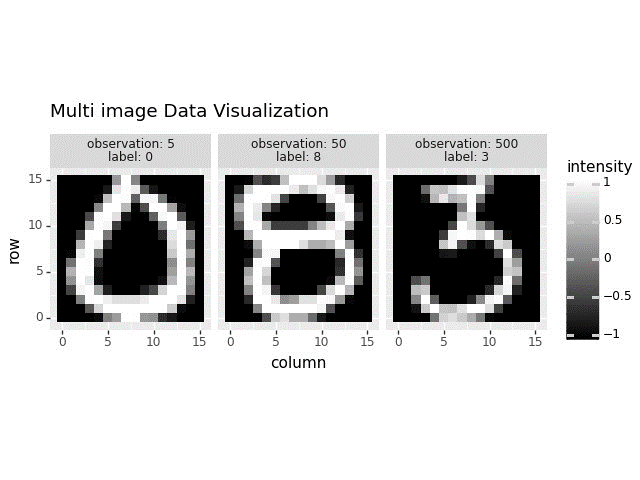 Multi image Data Visualization
observation: 5
label: 0
observation: 50
label: 8
observation: 500
label: 3
intensity
1
0.5
0
−0.5
−1
row
15
10
5
0
0 5 10 15
0 5 10 15
0 5 10 15
column